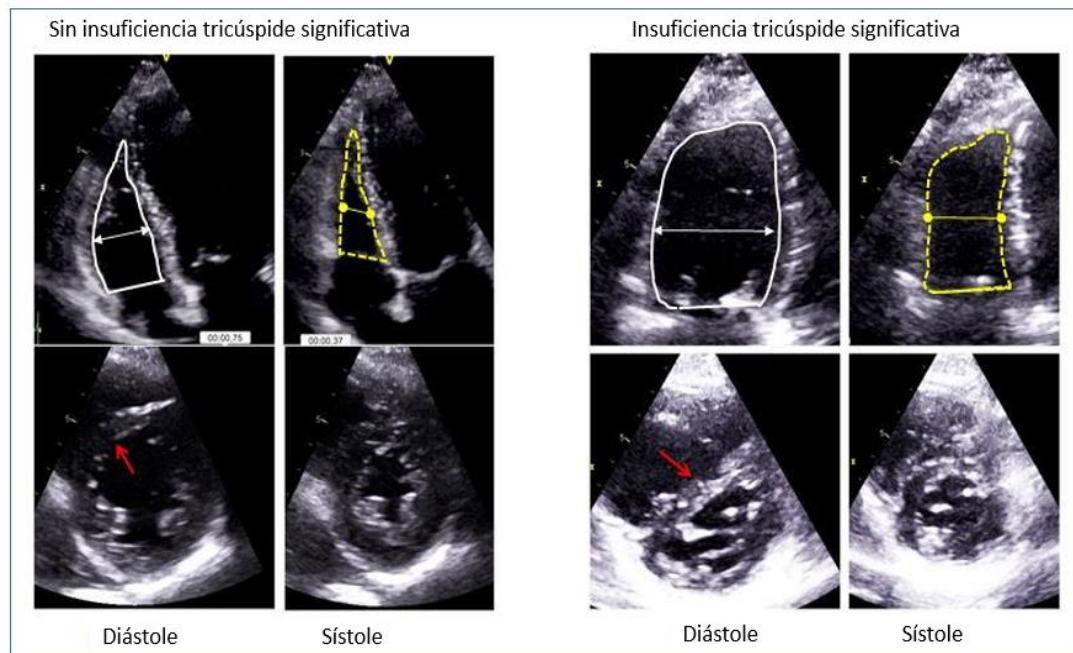 Sin insuficiencia tricúspide significativa
Insuficiencia tricúspide significativa
V
V
00:00.75
00:00.37
Diástole
Sístole
Diástole
Sístole